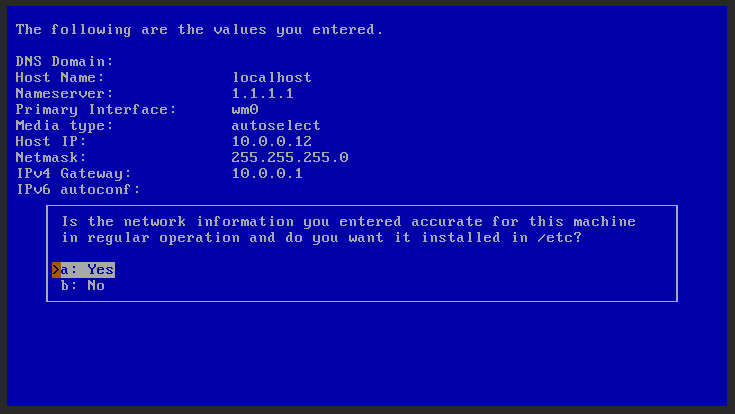 The following are the values you entered.
DNS Domain:
Host Name: localhost
Nameserver: 1.1.1.1
Primary Interface: wm0
Media type: autoselect
Host IP: 10.0.0.12
Netmask: 255.255.255.0
IPv4 Gateway: 10.0.0.1
IPv6 autoconf:
Is the network information you entered accurate for this machine
in regular operation and do you want it installed in /etc?
>a: Yes
b: No